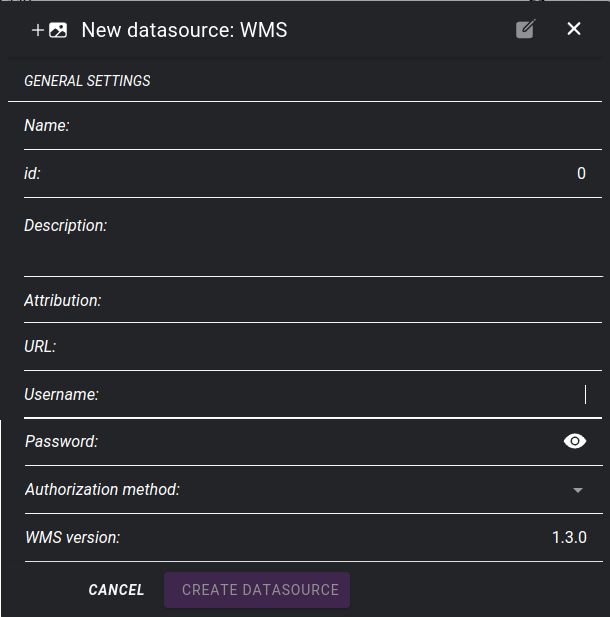 New datasource: WMS
GENERAL SETTINGS
Name:
id: 0
Description:
Attribution:
URL:
Username:
Password:
Authorization method:
WMS version: 1.3.0
CANCEL CREATE DATASOURCE